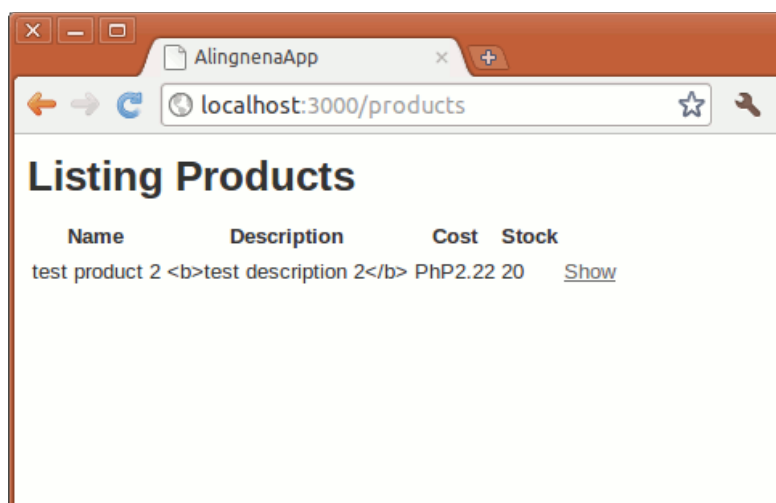 AlingnenaApp
localhost:3000/products
Listing Products
Name Description Cost Stock
test product 2 <b>test description 2</b> PhP2.22 20 Show